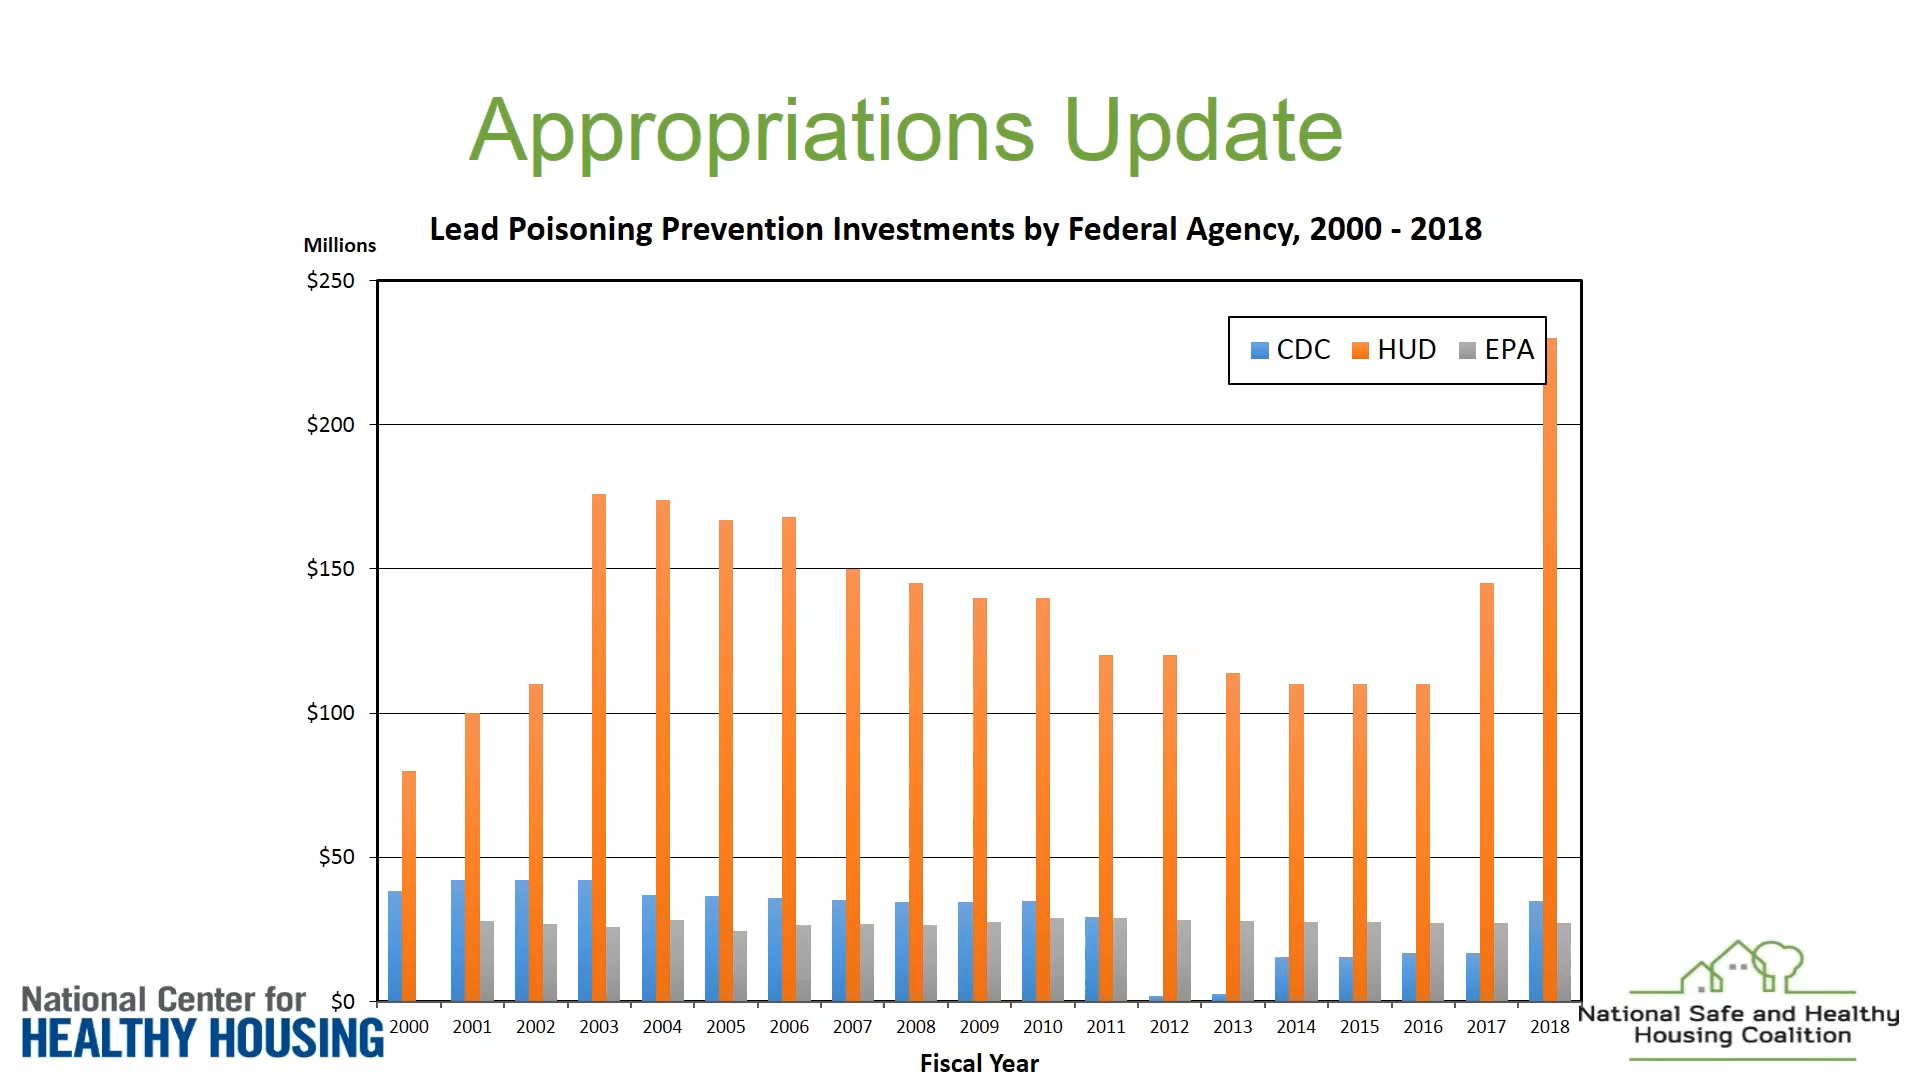 Appropriations Update
Lead Poisoning Prevention Investments by Federal Agency, 2000 - 2018
Millions
$250
$200
$150
$100
$50
$0
CDC HUD EPA
2000 2001 2002 2003 2004 2005 2006 2007 2008 2009 2010 2011 2012 2013 2014 2015 2016 2017 2018
Fiscal Year
National Center for
HEALTHY HOUSING
National Safe and Healthy
Housing Coalition